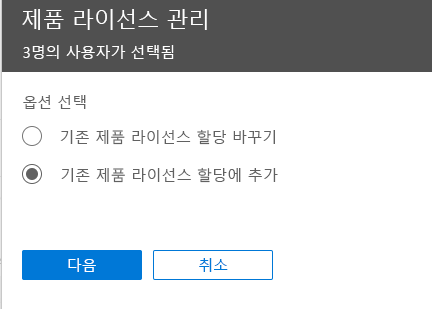 제품 라이선스 관리
3명의 사용자가 선택됨
옵션 선택
기존 제품 라이선스 할당 바꾸기
기존 제품 라이선스 할당에 추가
다음 취소